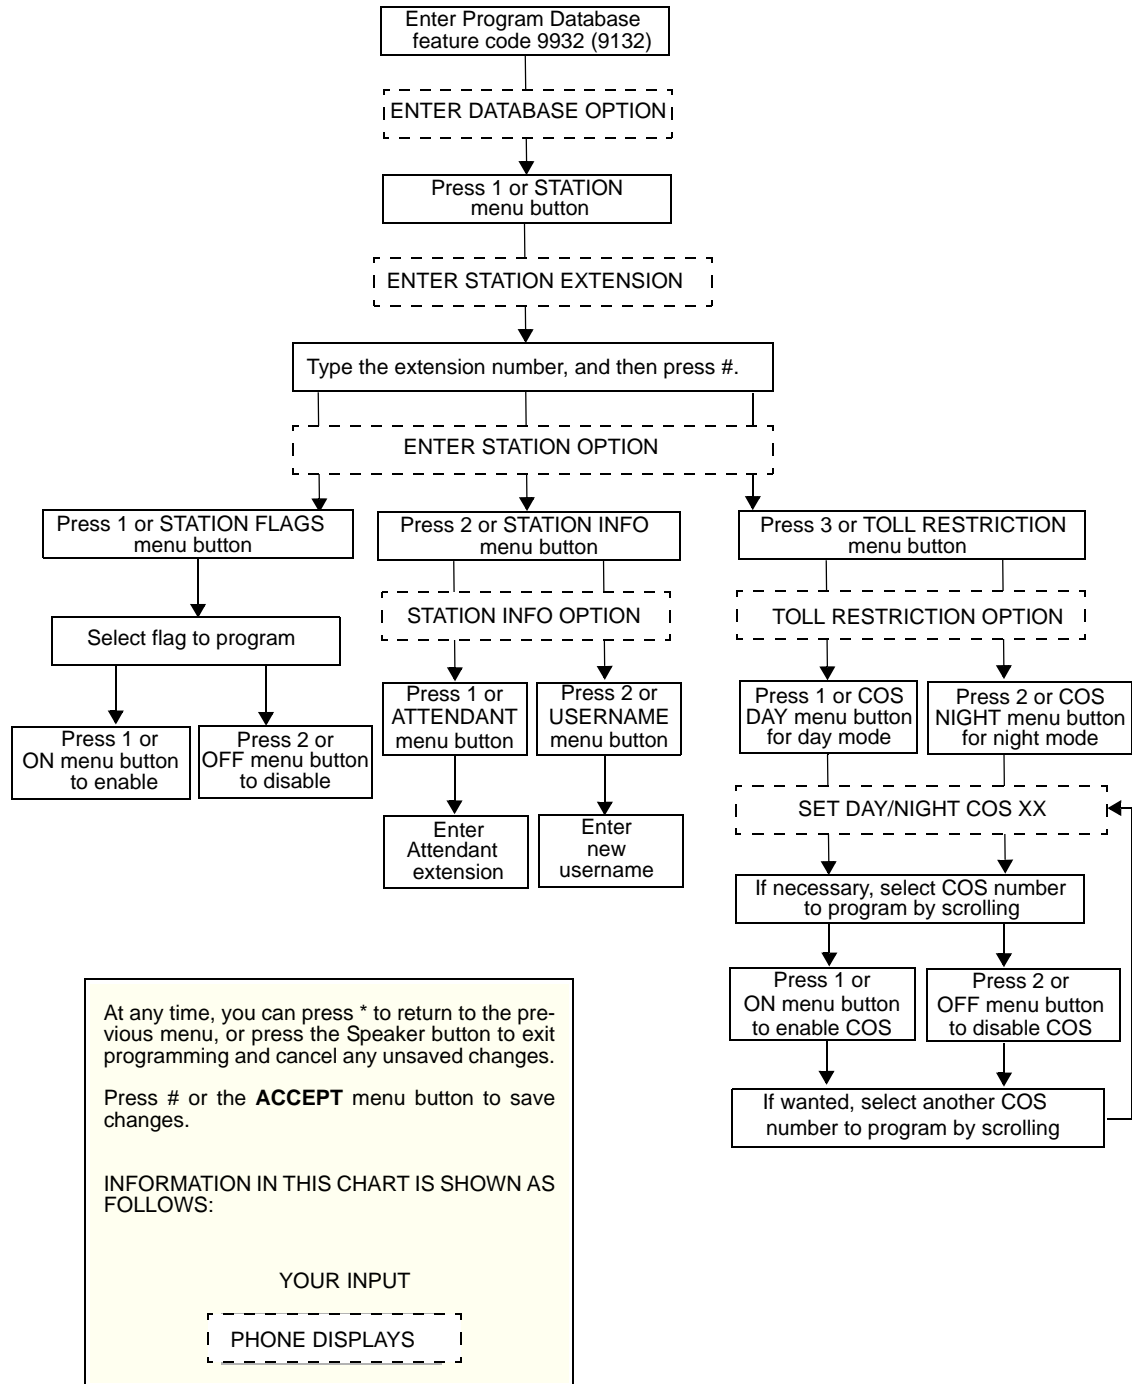 Enter Program Database
feature code 9932 (9132)
ENTER DATABASE OPTION
Press 1 or STATION
menu button
ENTER STATION EXTENSION
Type the extension number, and then press #.
ENTER STATION OPTION
Press 1 or STATION FLAGS
menu button
Press 2 or STATION INFO
menu button
Press 3 or TOLL RESTRICTION
menu button
Select flag to program
STATION INFO OPTION
TOLL RESTRICTION OPTION
Press 1 or
ON menu button
to enable
Press 2 or
OFF menu button
to disable
Press 1 or
ATTENDANT
menu button
Press 2 or
USERNAME
menu button
Press 1 or COS
DAY menu button
for day mode
Press 2 or COS
NIGHT menu button
for night mode
Enter
Attendant
extension
Enter
new
username
SET DAY/NIGHT COS XX
If necessary, select COS number
to program by scrolling
Press 1 or
ON menu button
to enable COS
Press 2 or
OFF menu button
to disable COS
If wanted, select another COS
number to program by scrolling
At any time, you can press * to return to the pre-
vious menu, or press the Speaker button to exit
programming and cancel any unsaved changes.
Press # or the ACCEPT menu button to save
changes.
INFORMATION IN THIS CHART IS SHOWN AS
FOLLOWS:
YOUR INPUT
PHONE DISPLAYS